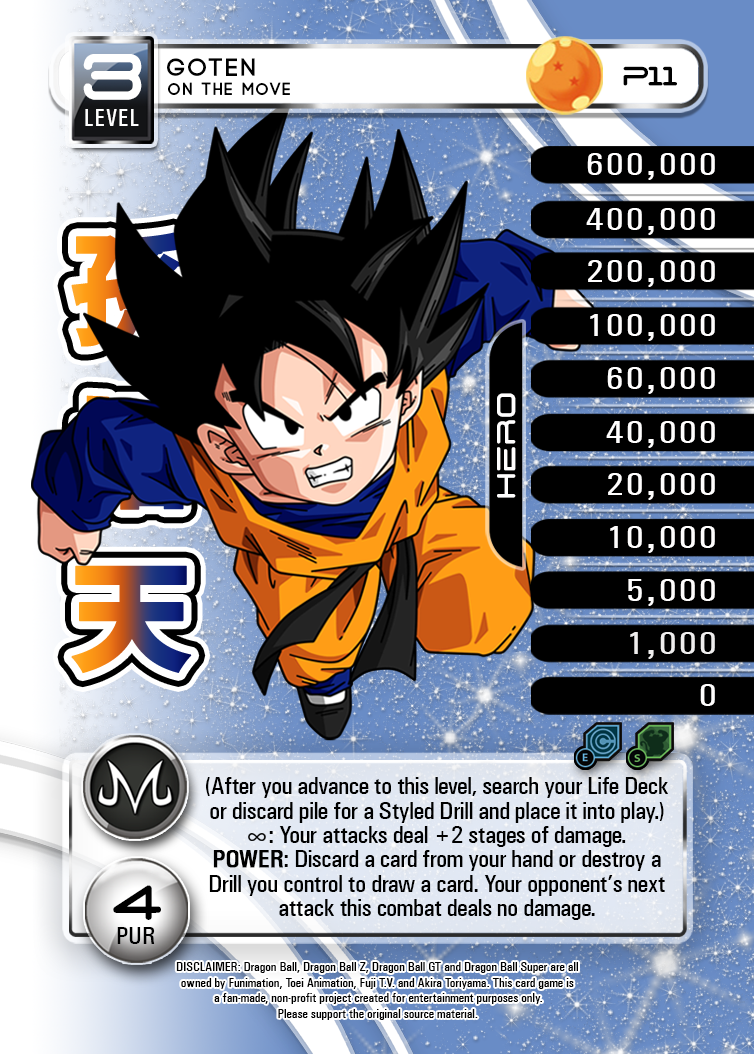 3
LEVEL
GOTEN
ON THE MOVE
P11
600,000
400,000
200,000
100,000
60,000
40,000
20,000
10,000
5,000
1,000
0
HERO
孫
天
E
S
M
(After you advance to this level, search your Life Deck
or discard pile for a Styled Drill and place it into play.)
∞: Your attacks deal +2 stages of damage.
POWER: Discard a card from your hand or destroy a
Drill you control to draw a card. Your opponent's next
attack this combat deals no damage.
4
PUR
DISCLAIMER: Dragon Ball, Dragon Ball Z, Dragon Ball GT and Dragon Ball Super are all
owned by Funimation, Toei Animation, Fuji T.V. and Akira Toriyama. This card game is
a fan-made, non-profit project created for entertainment purposes only.
Please support the original source material.